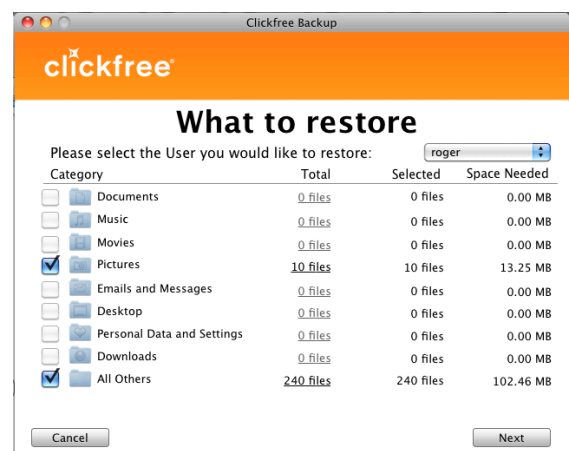 Clickfree Backup
clickfree®
What to restore
Please select the User you would like to restore: roger
Category Total Selected Space Needed
Documents 0 files 0 files 0.00 MB
Music 0 files 0 files 0.00 MB
Movies 0 files 0 files 0.00 MB
Pictures 10 files 10 files 13.25 MB
Emails and Messages 0 files 0 files 0.00 MB
Desktop 0 files 0 files 0.00 MB
Personal Data and Settings 0 files 0 files 0.00 MB
Downloads 0 files 0 files 0.00 MB
All Others 240 files 240 files 102.46 MB
Cancel Next